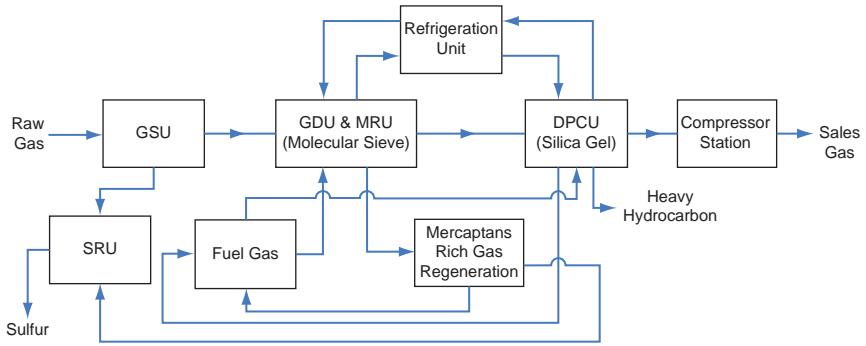 Refrigeration
Unit
Raw
Gas
GSU
GDU & MRU
(Molecular Sieve)
DPCU
(Silica Gel)
Compressor
Station
Sales
Gas
Heavy
Hydrocarbon
SRU
Fuel Gas
Mercaptans
Rich Gas
Regeneration
Sulfur